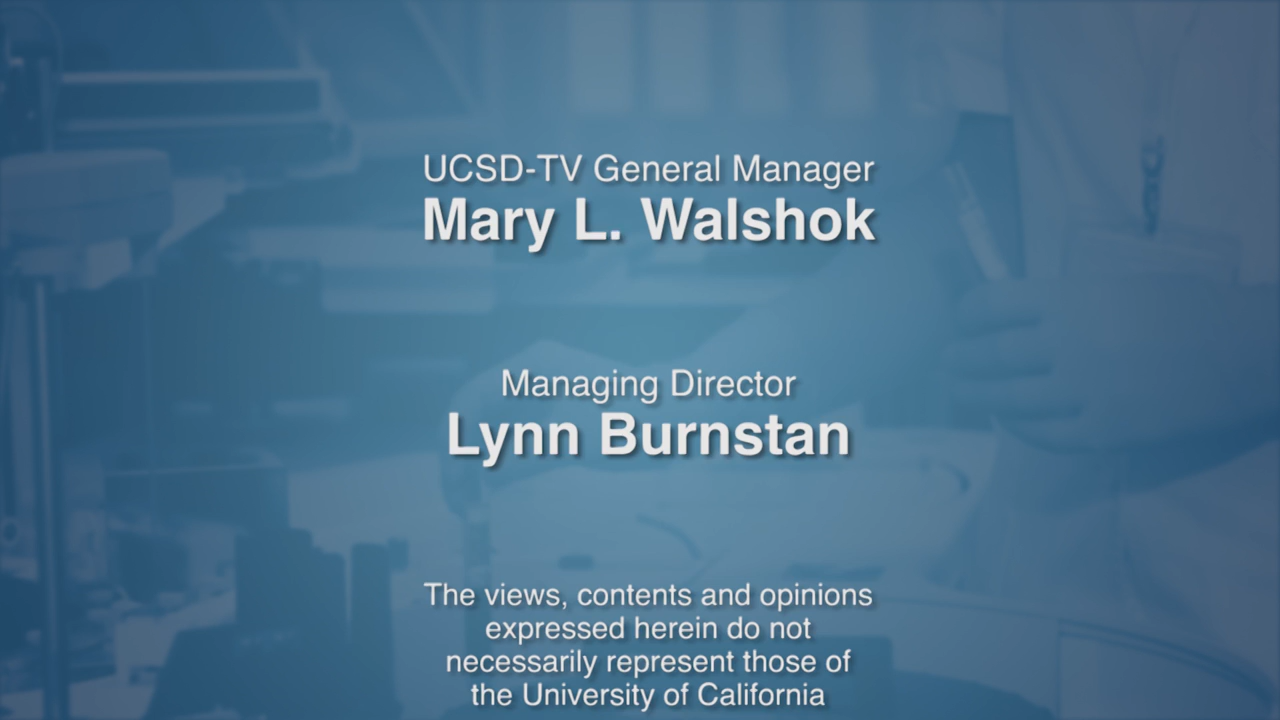 UCSD-TV General Manager
Mary L. Walshok
Managing Director
Lynn Burnstan
The views, contents and opinions
expressed herein do not
necessarily represent those of
the University of California